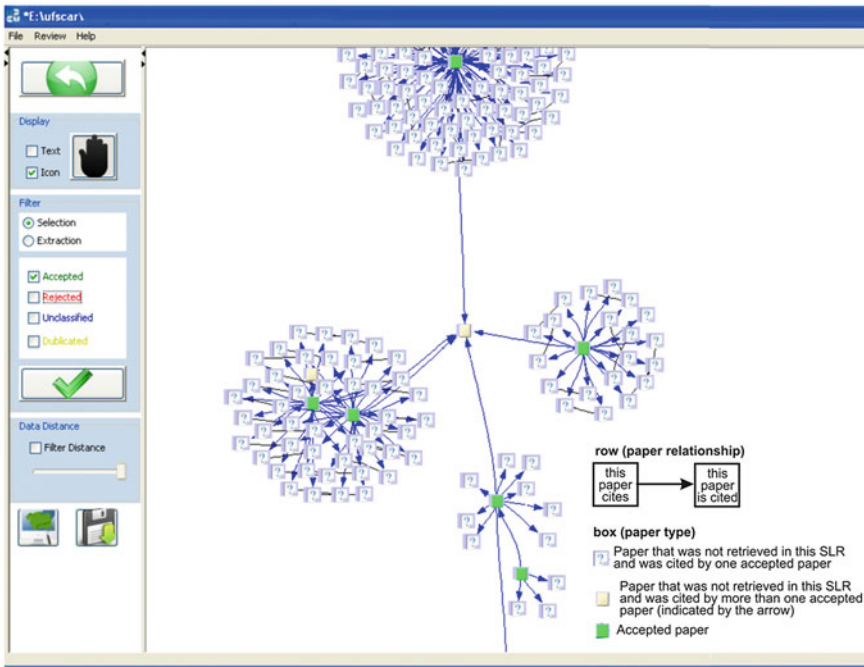 *E:\ufscar\
File Review Help
Display
Text
Icon
Filter
Selection
Extraction
Accepted
Rejected
Unclassified
Dublicated
Data Distance
Filter Distance
row (paper relationship)
this
paper
cites
this
paper
is cited
box (paper type)
? Paper that was not retrieved in this SLR
and was cited by one accepted paper
Paper that was not retrieved in this SLR
and was cited by more than one accepted
paper (indicated by the arrow)
Accepted paper